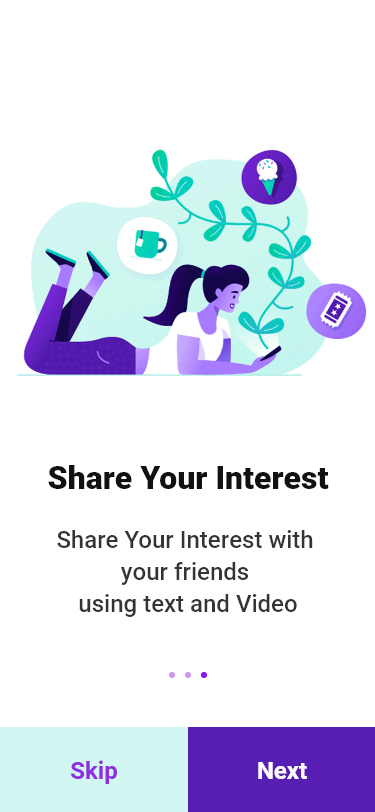 Share Your Interest
Share Your Interest with
your friends
using text and Video
Skip
Next